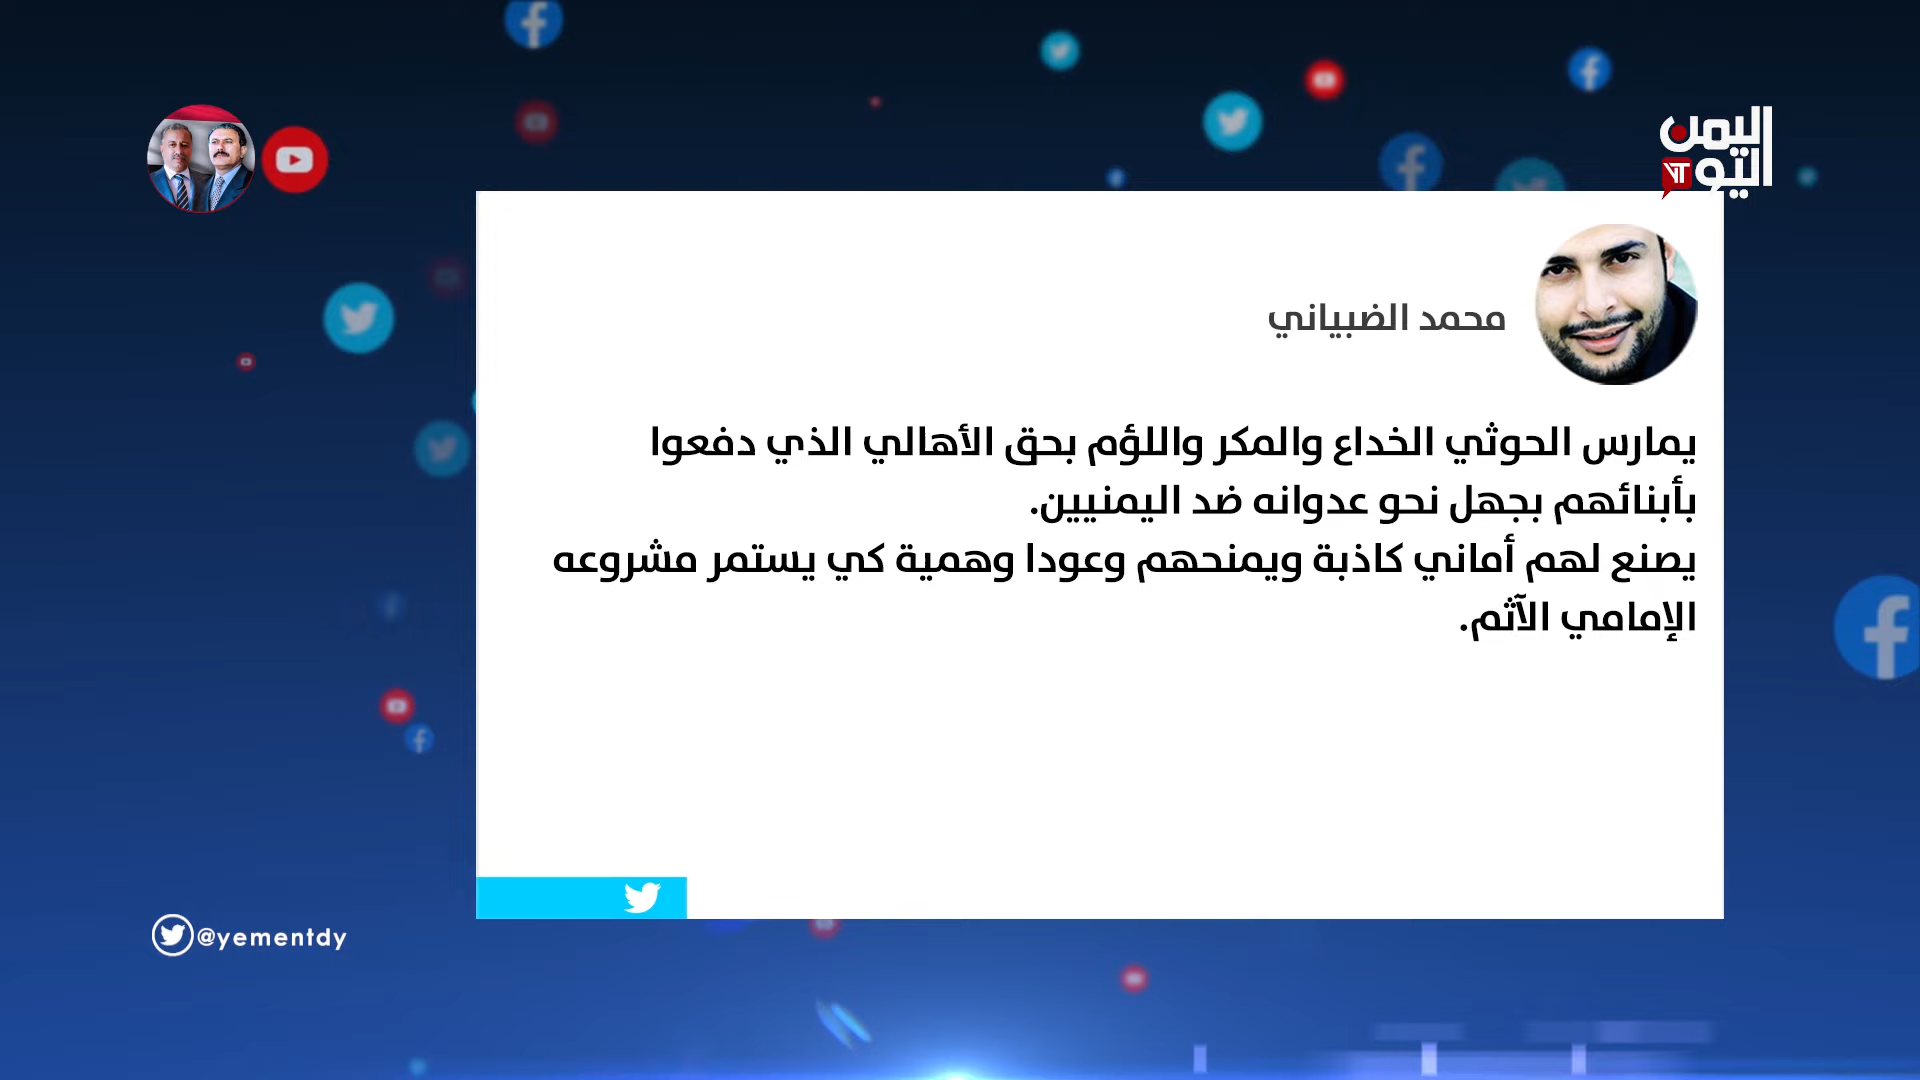 اليمن
اليوم
YT
محمد الضبياني
يمارس الحوثي الخداع والمكر واللؤم بحق الأهالي الذي دفعوا
بأبنائهم بجهل نحو عدوانه ضد اليمنيين.
يصنع لهم أماني كاذبة ويمنحهم وعودا وهمية كي يستمر مشروعه
الإمامي الآثم.
@yementdy